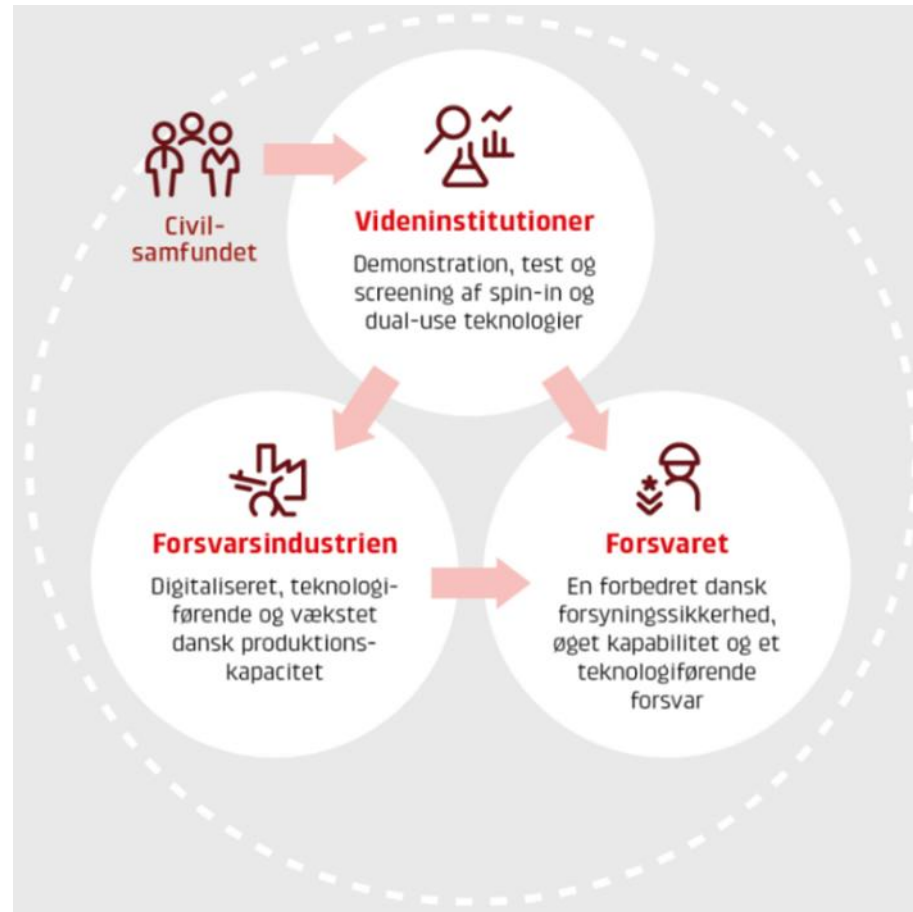 Civil-
samfundet
Videninstitutioner
Demonstration, test og
screening af spin-in og
dual-use teknologier
Forsvarsindustrien
Digitaliseret, teknologi-
førende og vækstet
dansk produktions-
kapacitet
Forsvaret
En forbedret dansk
forsyningssikkerhed,
øget kapabilitet og et
teknologiførende
forsvar